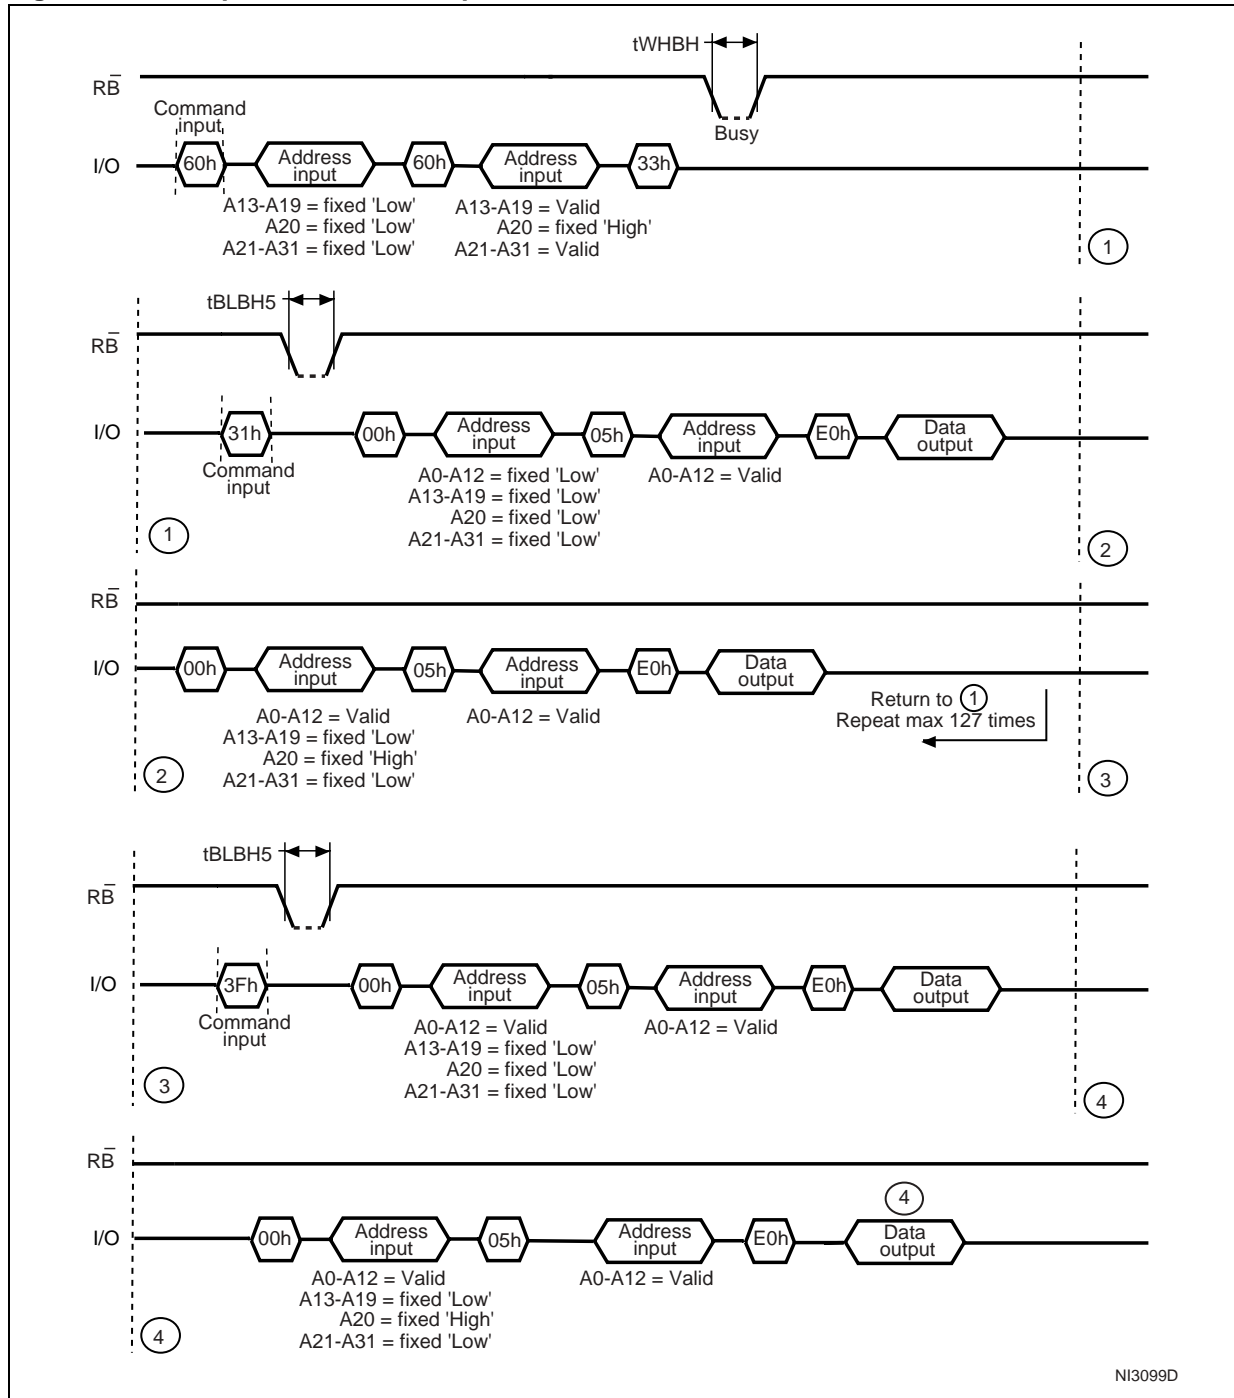 tWHBH
RB̅
Command
input
Busy
I/O
60h
Address
input
60h
Address
input
33h
A13-A19 = fixed 'Low'
A20 = fixed 'Low'
A21-A31 = fixed 'Low'
A13-A19 = Valid
A20 = fixed 'High'
A21-A31 = Valid
1
tBLBH5
RB̅
I/O
31h
Command
input
00h
Address
input
05h
Address
input
E0h
Data
output
A0-A12 = fixed 'Low'
A13-A19 = fixed 'Low'
A20 = fixed 'Low'
A21-A31 = fixed 'Low'
A0-A12 = Valid
1
2
RB̅
I/O
00h
Address
input
05h
Address
input
E0h
Data
output
A0-A12 = Valid
A13-A19 = fixed 'Low'
A20 = fixed 'High'
A21-A31 = fixed 'Low'
A0-A12 = Valid
Return to 1
Repeat max 127 times
2
3
tBLBH5
RB̅
I/O
3Fh
Command
input
00h
Address
input
05h
Address
input
E0h
Data
output
A0-A12 = Valid
A13-A19 = fixed 'Low'
A20 = fixed 'Low'
A21-A31 = fixed 'Low'
A0-A12 = Valid
3
4
RB̅
4
I/O
00h
Address
input
05h
Address
input
E0h
Data
output
A0-A12 = Valid
A13-A19 = fixed 'Low'
A20 = fixed 'High'
A21-A31 = fixed 'Low'
A0-A12 = Valid
4
NI3099D